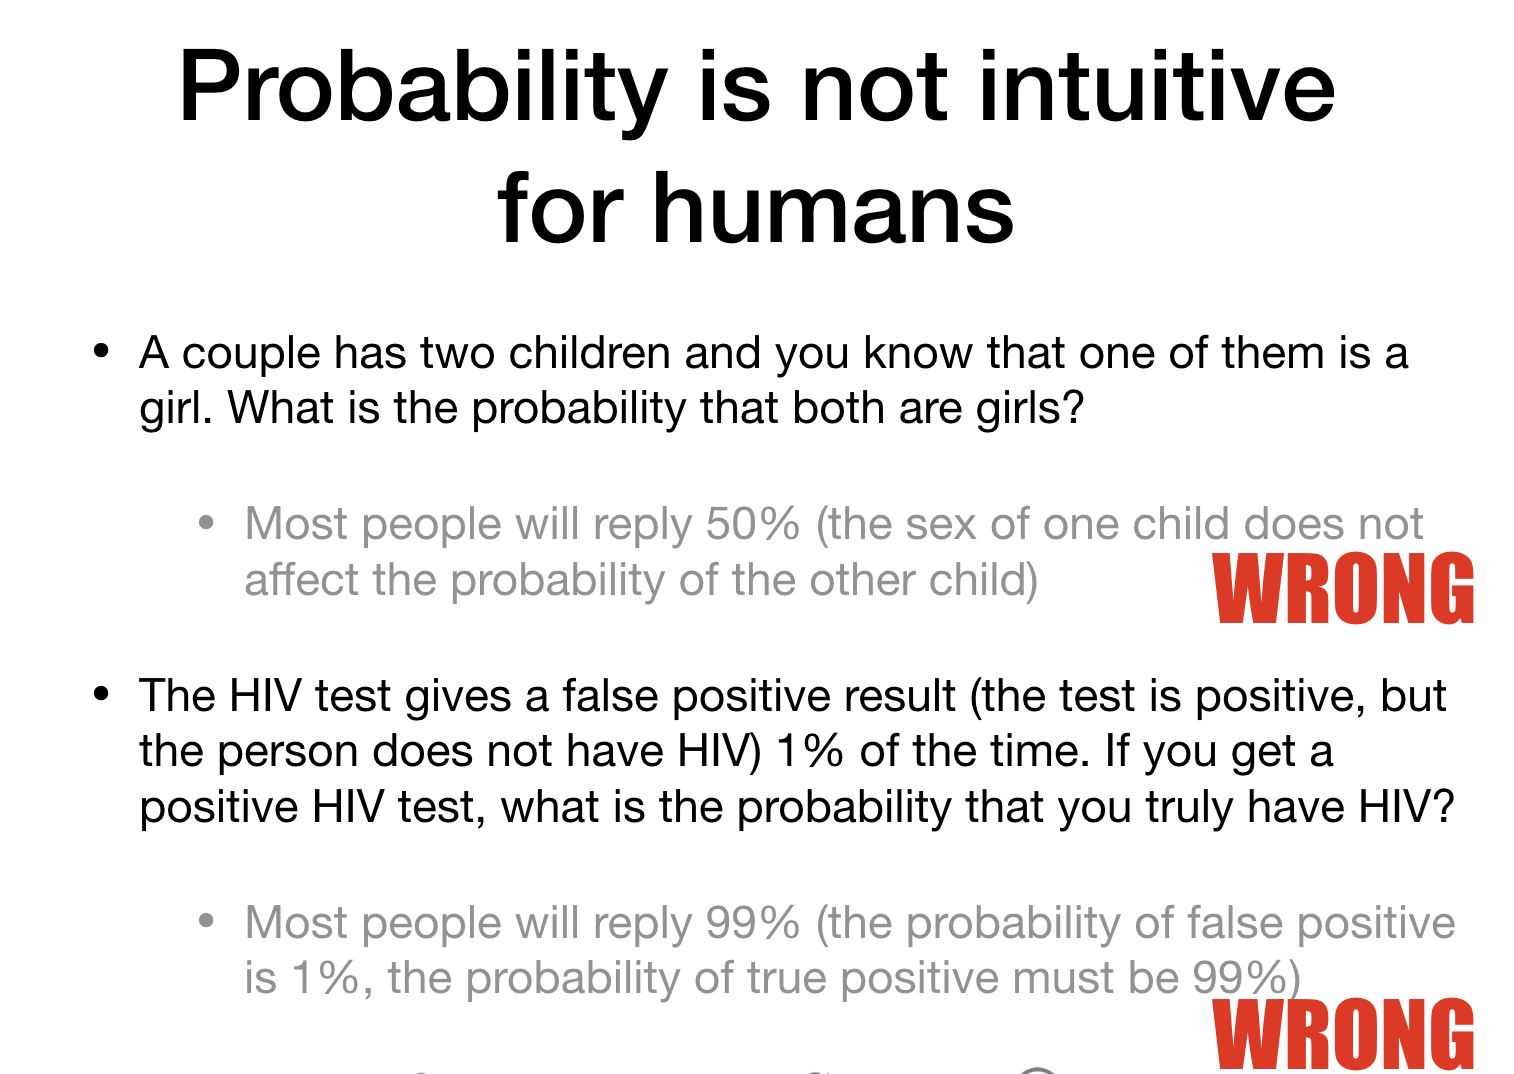 Probability is not intuitive
for humans
• A couple has two children and you know that one of them is a
girl. What is the probability that both are girls?
• Most people will reply 50% (the sex of one child does not
affect the probability of the other child)
WRONG
• The HIV test gives a false positive result (the test is positive, but
the person does not have HIV) 1% of the time. If you get a
positive HIV test, what is the probability that you truly have HIV?
• Most people will reply 99% (the probability of false positive
is 1%, the probability of true positive must be 99%)
WRONG